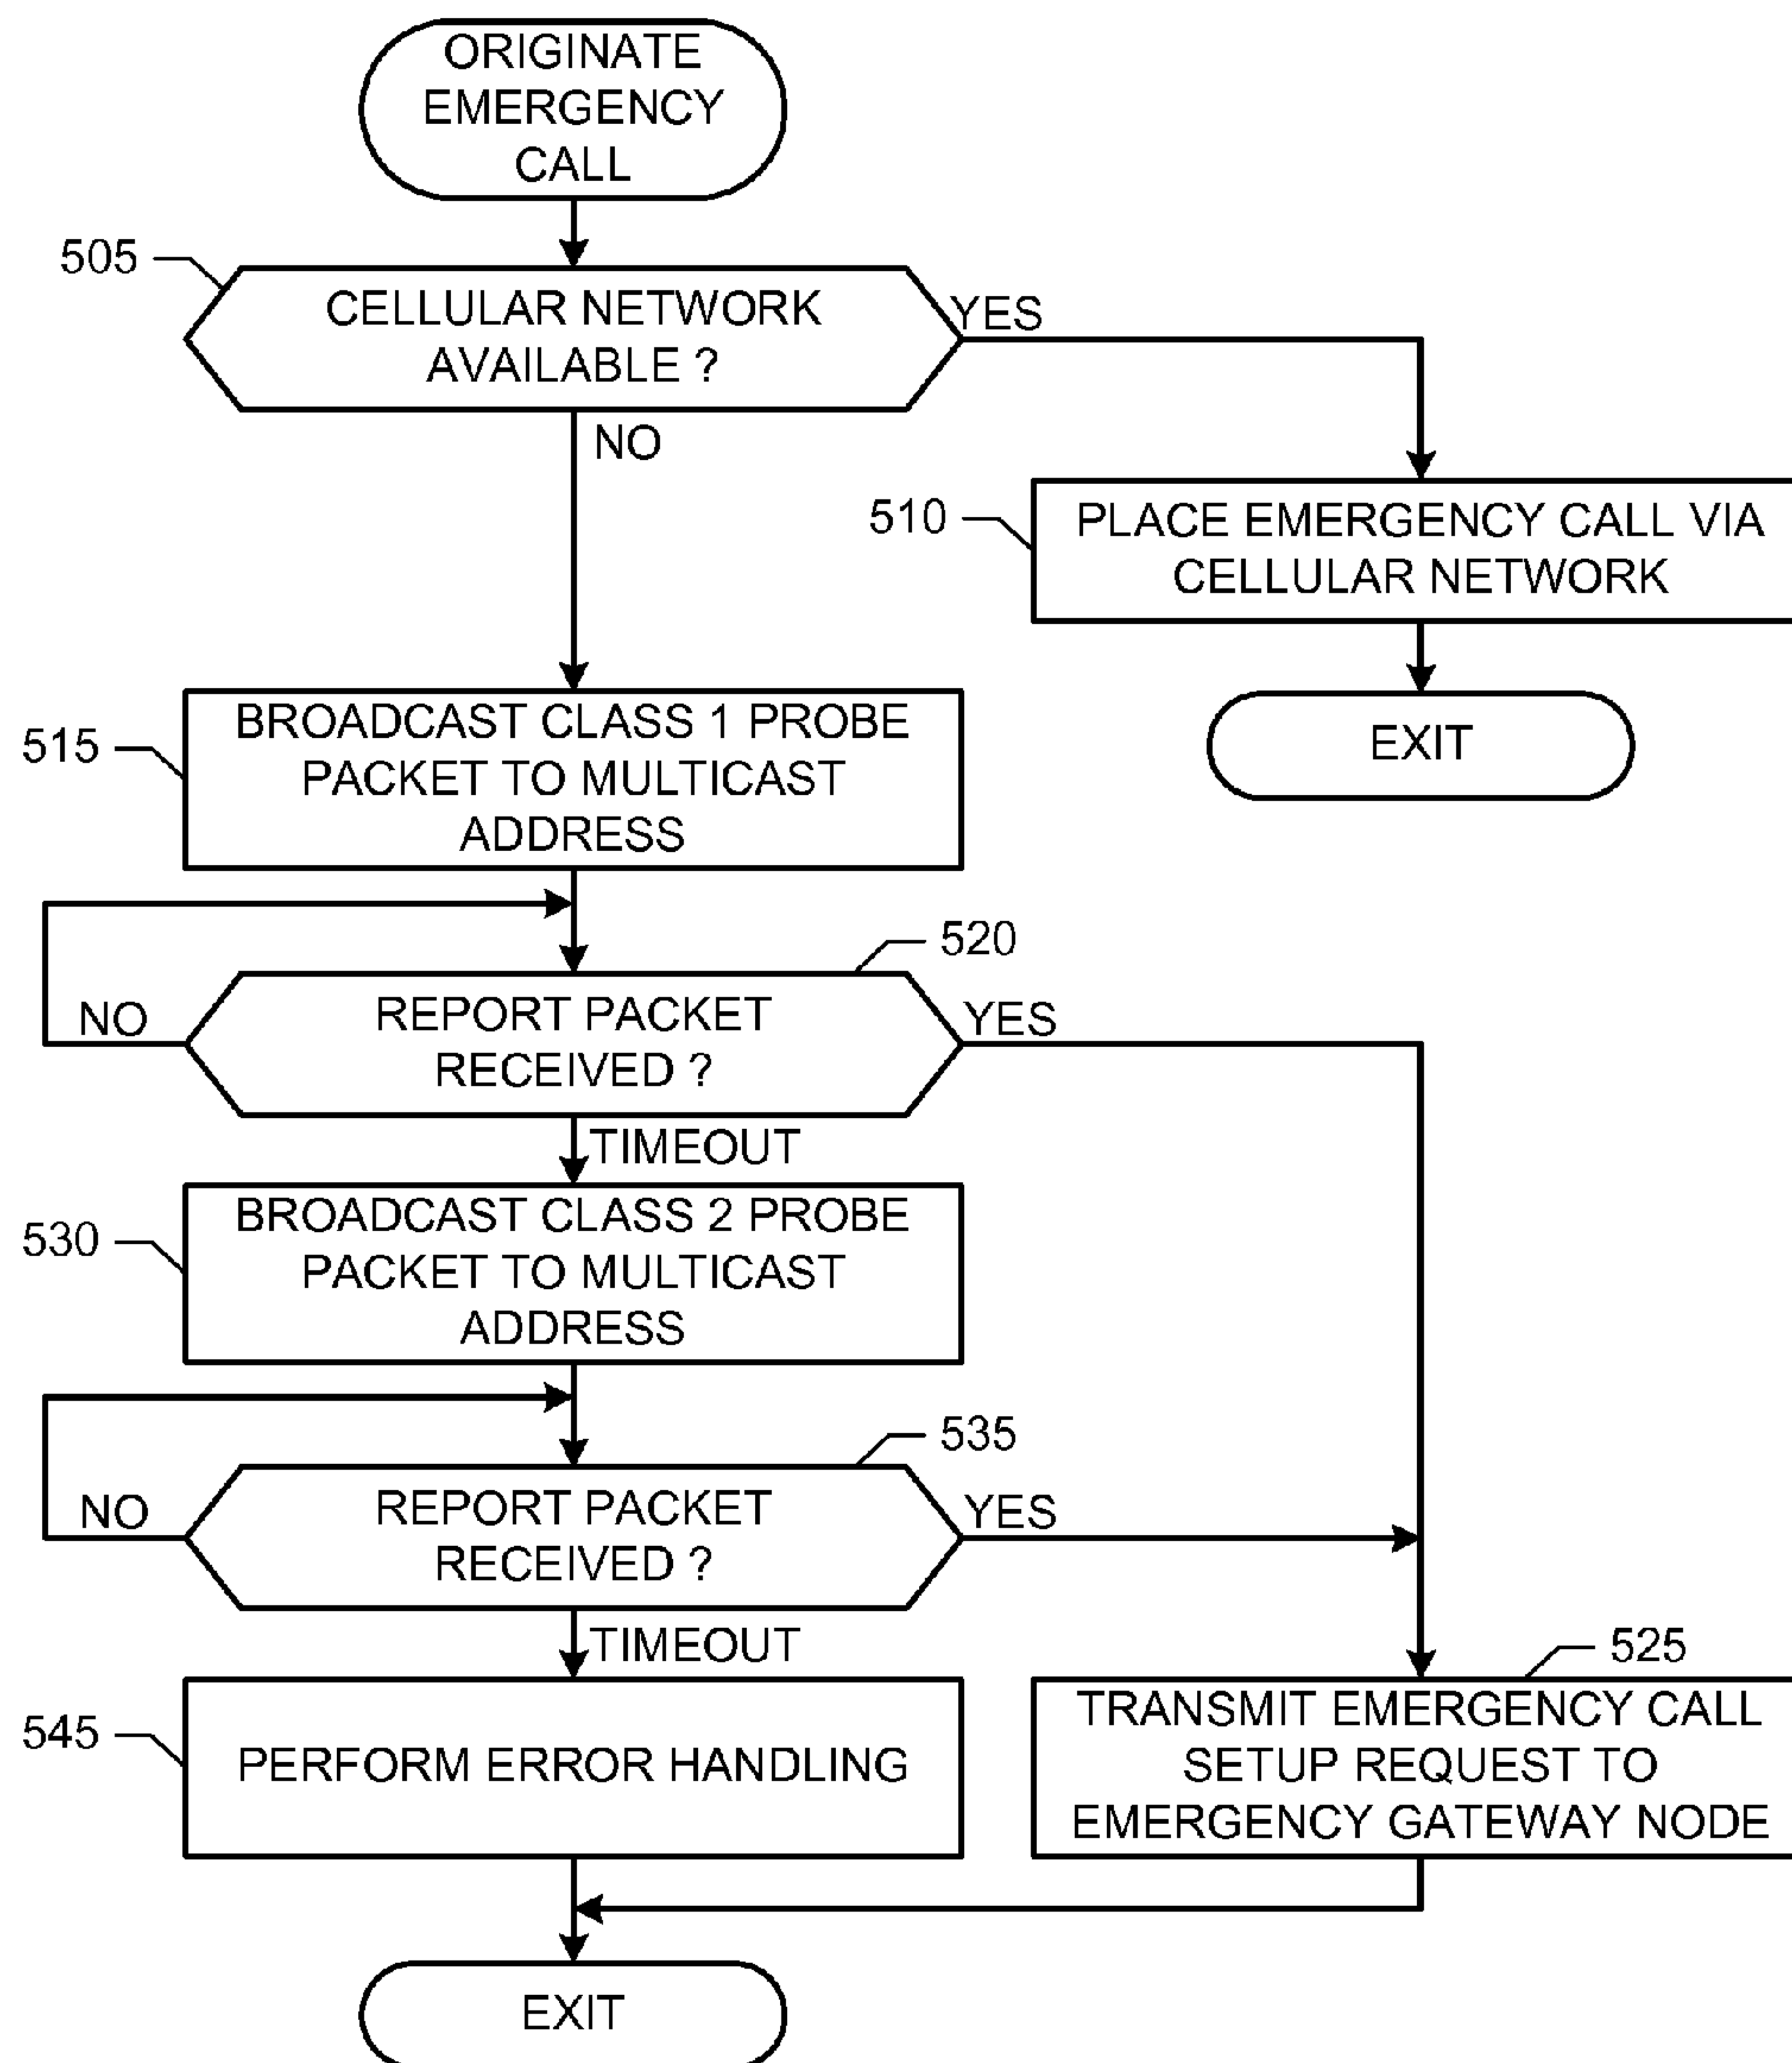 ORIGINATE
EMERGENCY
CALL
505
CELLULAR NETWORK
AVAILABLE ?
YES
NO
510
PLACE EMERGENCY CALL VIA
CELLULAR NETWORK
EXIT
515
BROADCAST CLASS 1 PROBE
PACKET TO MULTICAST
ADDRESS
520
REPORT PACKET
RECEIVED ?
NO
YES
TIMEOUT
530
BROADCAST CLASS 2 PROBE
PACKET TO MULTICAST
ADDRESS
535
REPORT PACKET
RECEIVED ?
NO
YES
TIMEOUT
525
TRANSMIT EMERGENCY CALL
SETUP REQUEST TO
EMERGENCY GATEWAY NODE
545
PERFORM ERROR HANDLING
EXIT